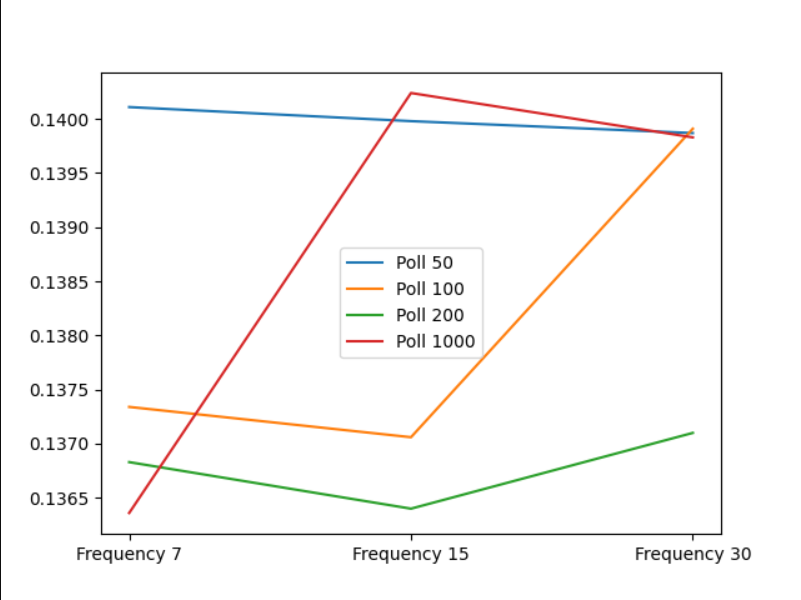 0.1400
0.1395
0.1390
0.1385
0.1380
0.1375
0.1370
0.1365
Poll 50
Poll 100
Poll 200
Poll 1000
Frequency 7
Frequency 15
Frequency 30